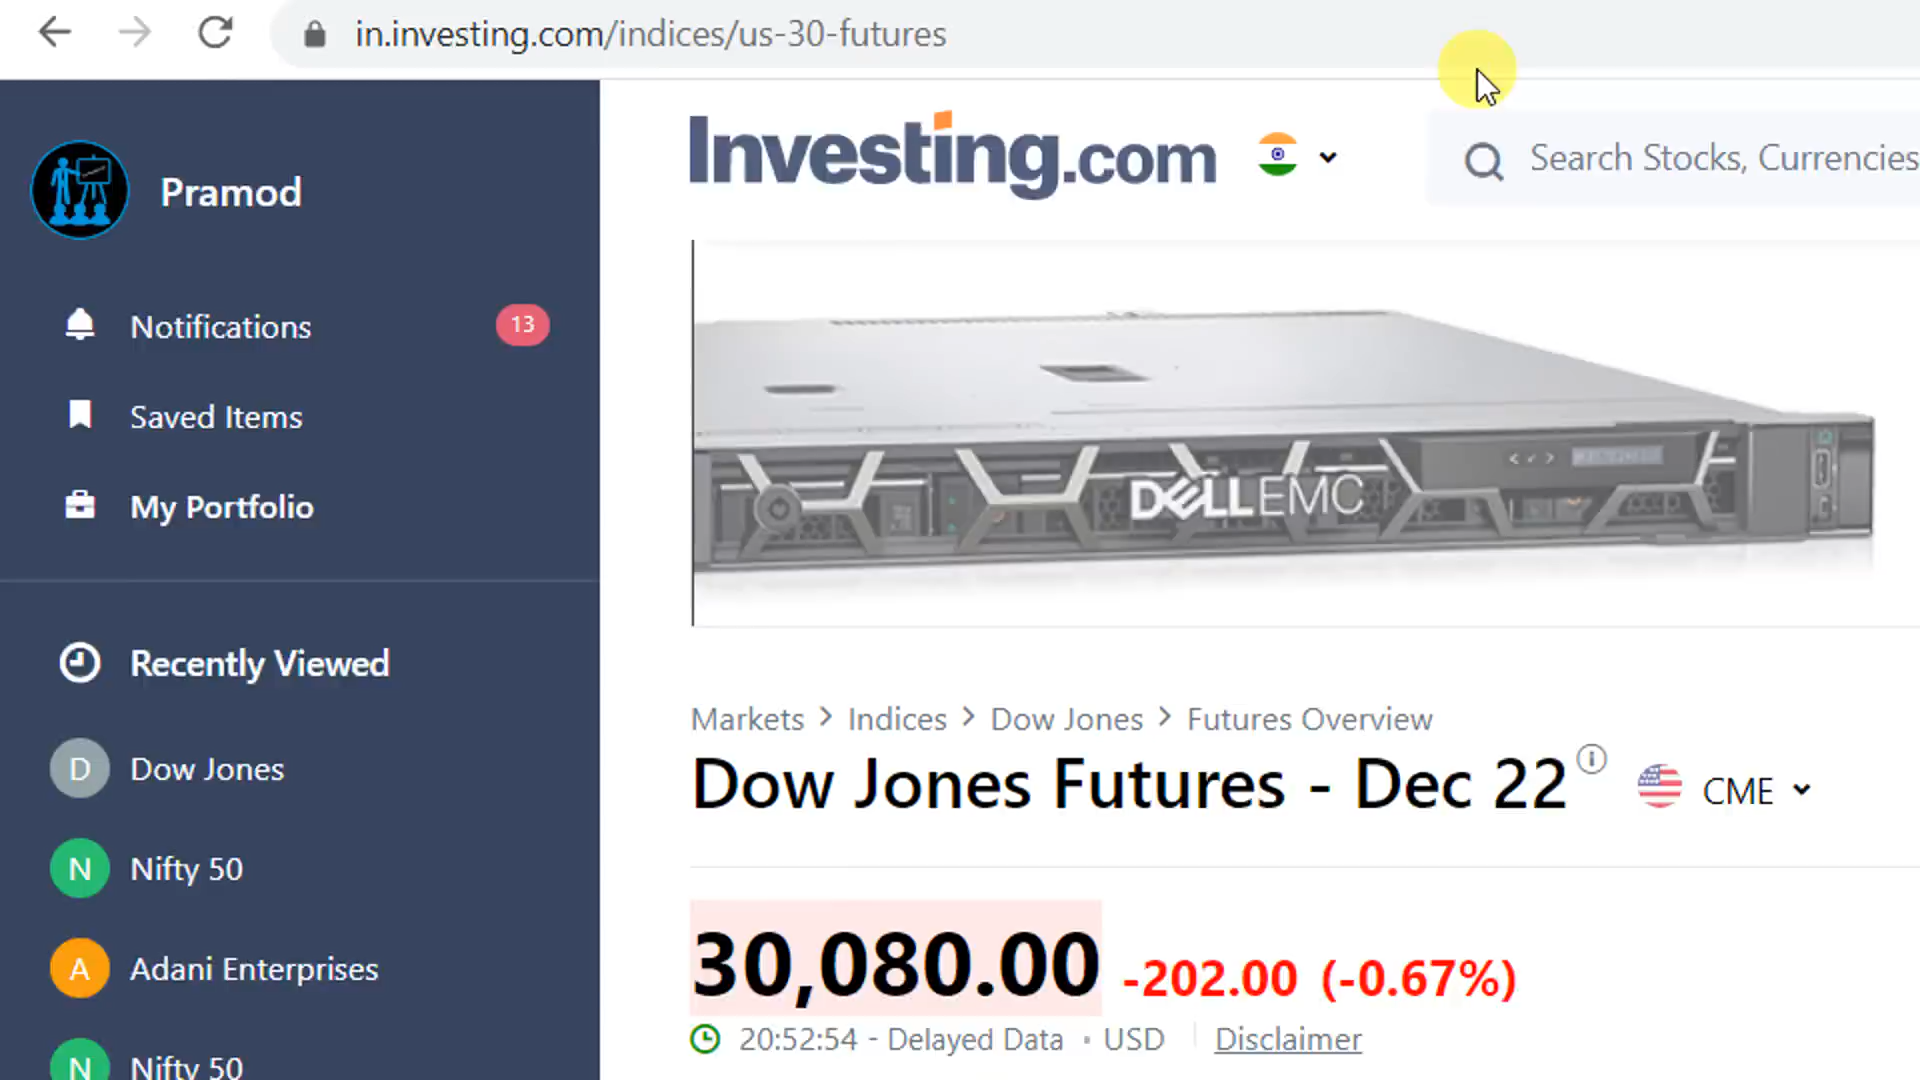 in.investing.com/indices/us-30-futures
Pramod
Notifications 13
Saved Items
My Portfolio
Recently Viewed
D Dow Jones
N Nifty 50
A Adani Enterprises
N Nifty 50
Investing.com
Search Stocks, Currencies
DELLEMC
Markets > Indices > Dow Jones > Futures Overview
Dow Jones Futures - Dec 22
CME
30,080.00 -202.00 (-0.67%)
20:52:54 - Delayed Data • USD Disclaimer